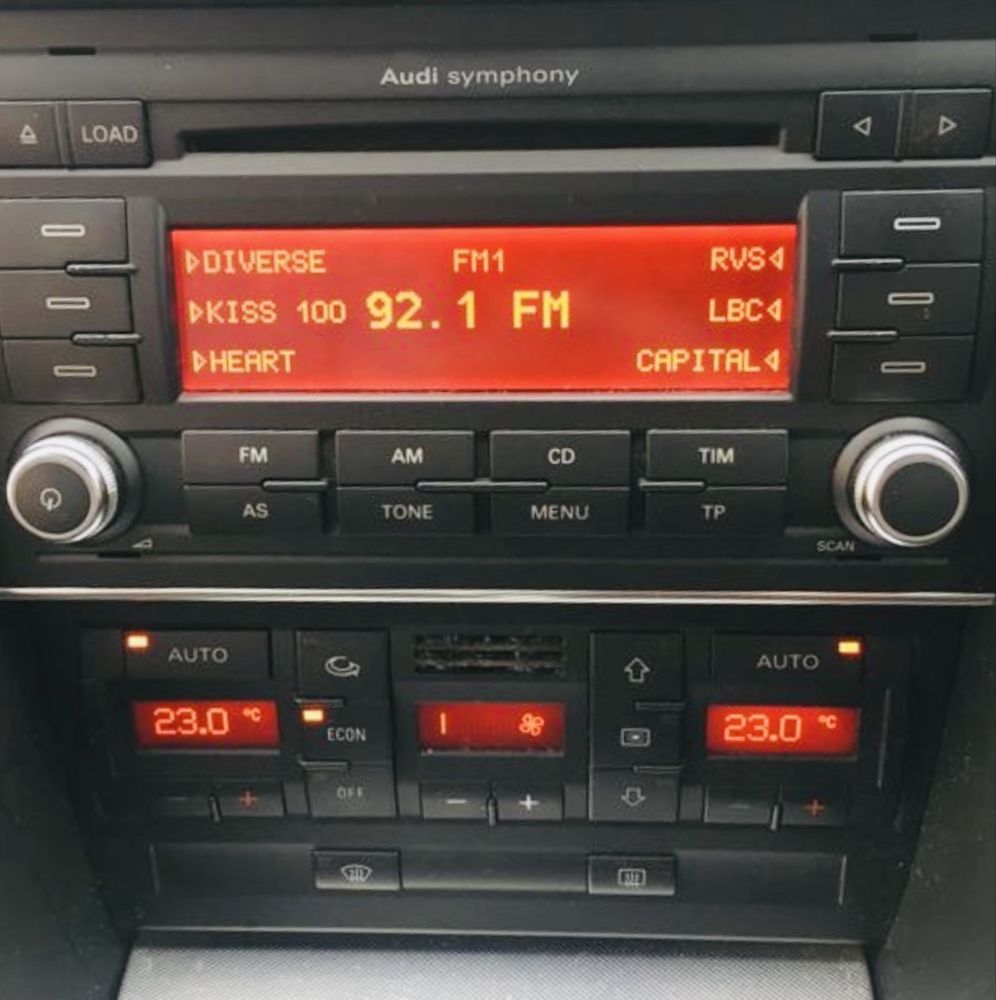 Audi symphony
LOAD
DIVERSE FM1 RVS
KISS 100 92.1 FM LBC
HEART CAPITAL
FM AM CD TIM
AS TONE MENU TP
SCAN
AUTO AUTO
23.0 °C 1 23.0 °C
ECON
OFF
- + - + - +